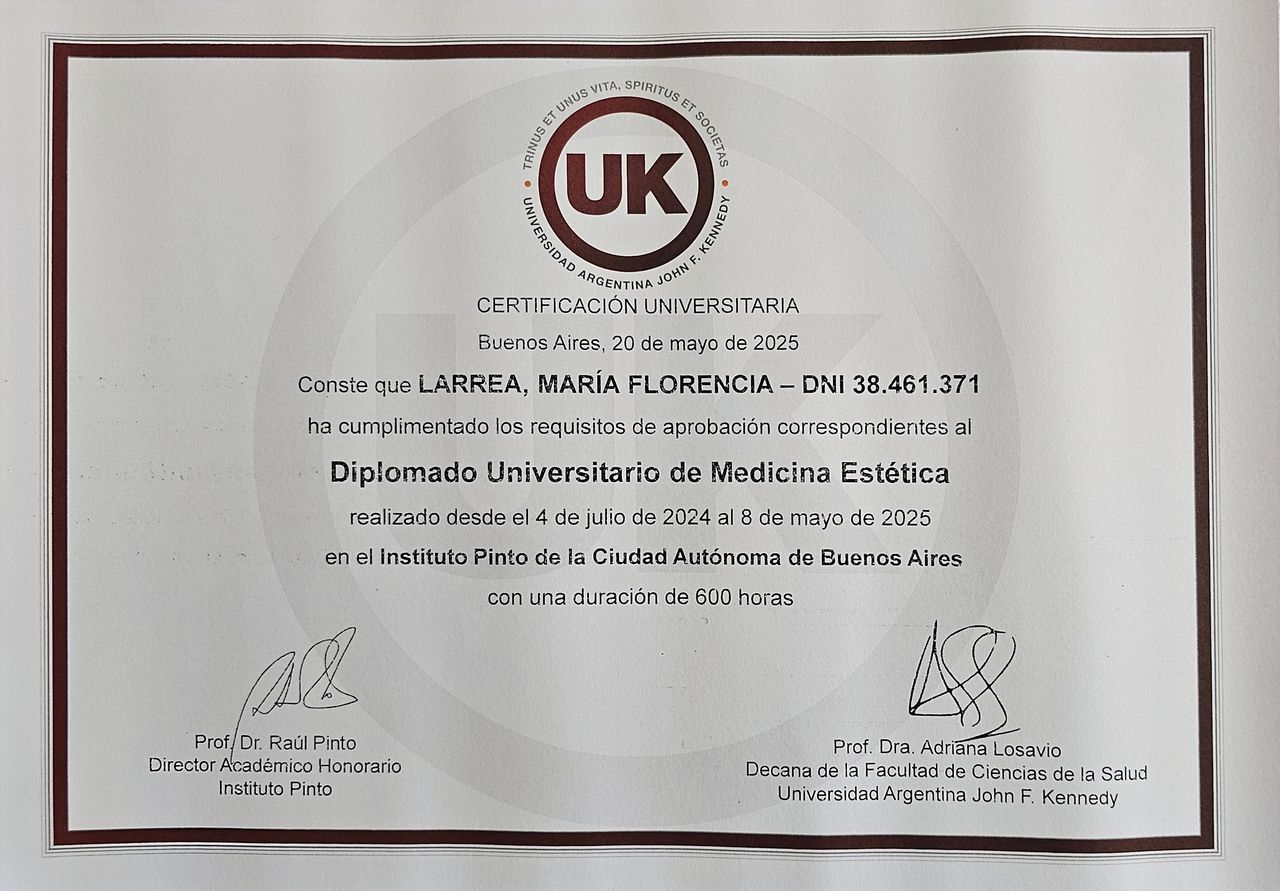 TRINUS ET UNUS VITA, SPIRITUS ET SOCIETAS
UK
UNIVERSIDAD ARGENTINA JOHN F. KENNEDY
CERTIFICACIÓN UNIVERSITARIA
Buenos Aires, 20 de mayo de 2025
Conste que LARREA, MARÍA FLORENCIA – DNI 38.461.371
ha cumplimentado los requisitos de aprobación correspondientes al
Diplomado Universitario de Medicina Estética
realizado desde el 4 de julio de 2024 al 8 de mayo de 2025
en el Instituto Pinto de la Ciudad Autónoma de Buenos Aires
con una duración de 600 horas
Prof. Dr. Raúl Pinto
Director Académico Honorario
Instituto Pinto
Prof. Dra. Adriana Losavio
Decana de la Facultad de Ciencias de la Salud
Universidad Argentina John F. Kennedy